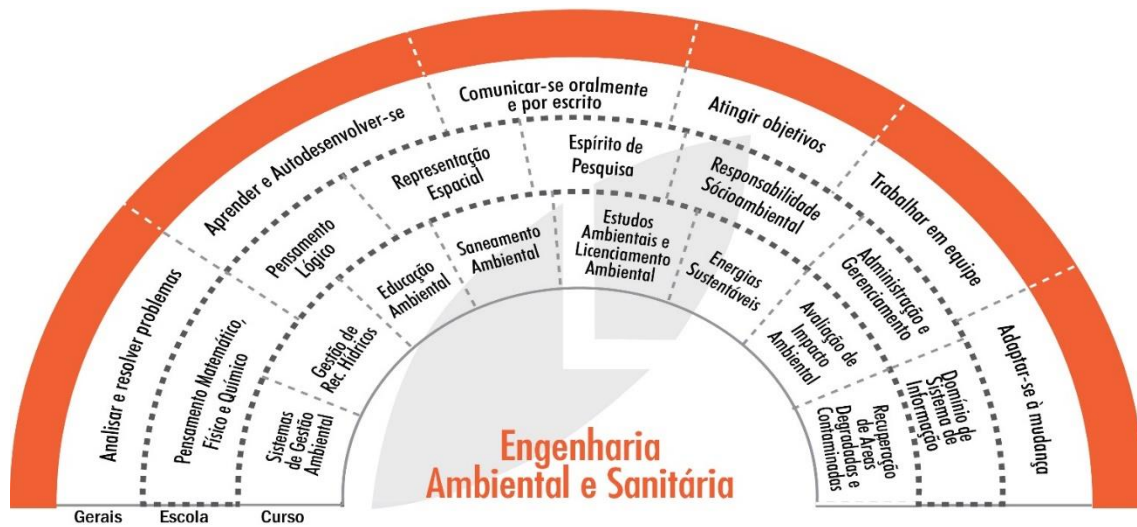 Analisar e resolver problemas
Aprender e Autodesenvolver-se
Comunicar-se oralmente
e por escrito
Atingir objetivos
Trabalhar em equipe
Adaptar-se à mudança
Pensamento Matemático,
Físico e Químico
Pensamento
Lógico
Representação
Espacial
Espírito de
Pesquisa
Responsabilidade
Sócioambiental
Administração e
Gerenciamento
Domínio de
Sistema de
Informação
Sistemas
de Gestão
Ambiental
Gestão de
Rec. Hídricos
Educação
Ambiental
Saneamento
Ambiental
Estudos
Ambientais e
Licenciamento
Ambiental
Energias
Sustentáveis
Avaliação de
Impacto
Ambiental
Recuperação
de Áreas
Degradadas e
Contaminadas
Engenharia
Ambiental e Sanitária
Gerais Escola Curso